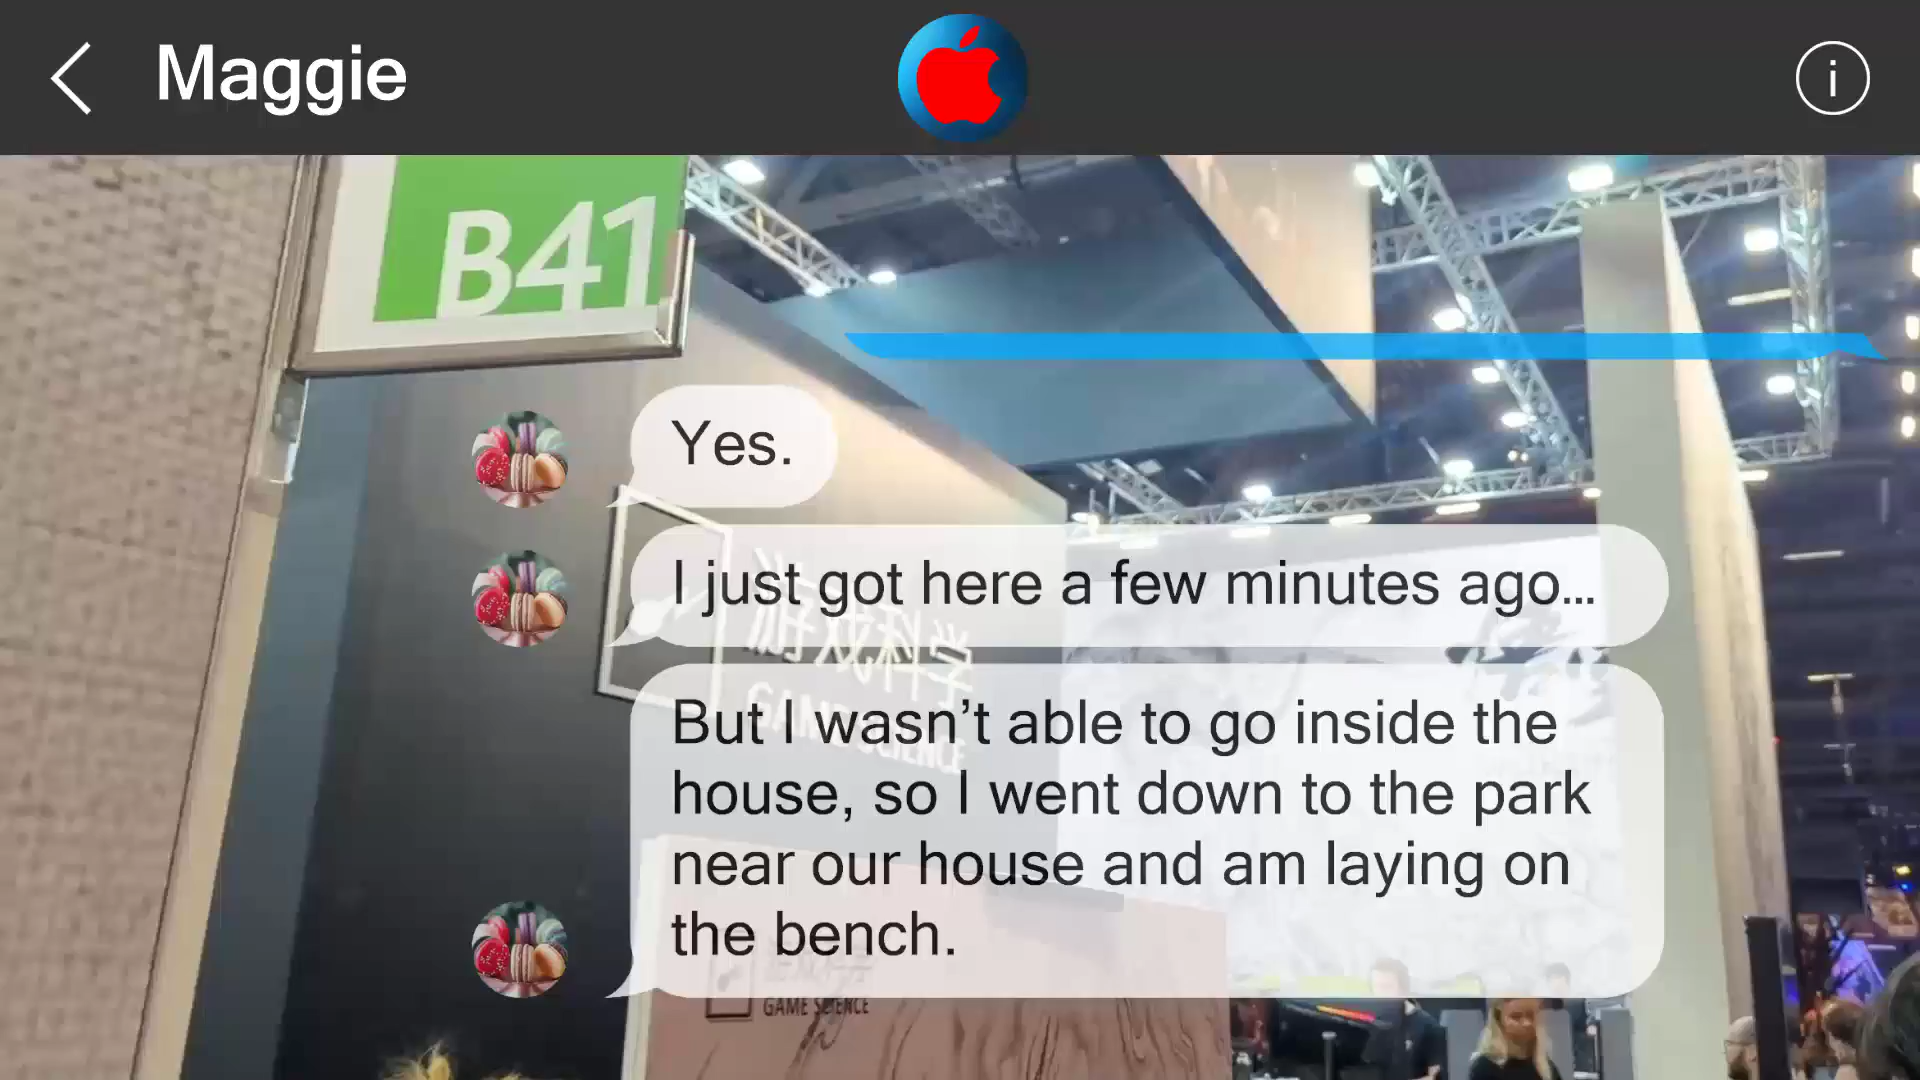 Maggie
i
B41
Yes.
I just got here a few minutes ago...
游戏科学
GAME SCIENCE
But I wasn’t able to go inside the
house, so I went down to the park
near our house and am laying on
the bench.
GAME SCIENCE